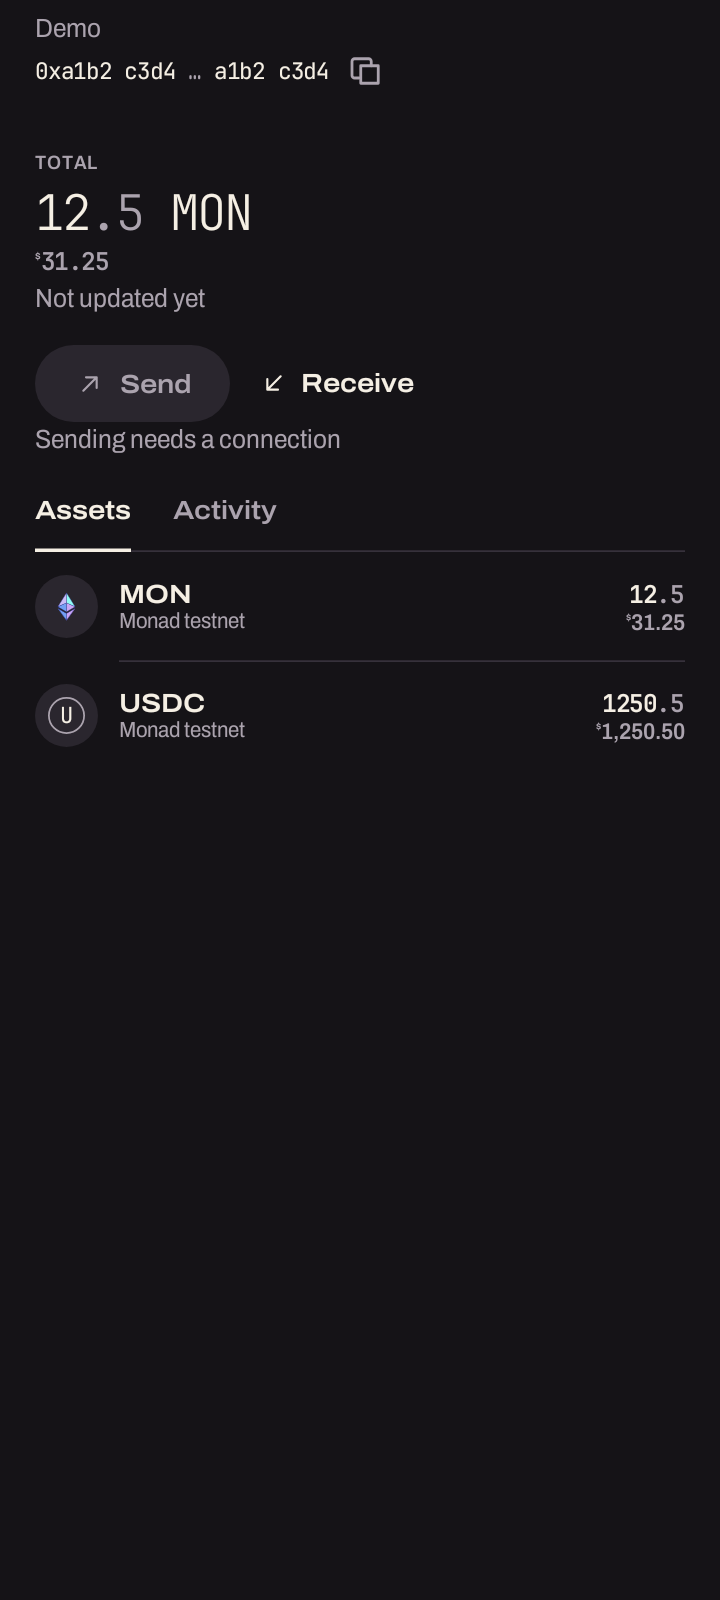 Demo
0xa1b2 c3d4 … a1b2 c3d4
TOTAL
12.5 MON
$31.25
Not updated yet
Send
Receive
Sending needs a connection
Assets
Activity
MON
12.5
Monad testnet
$31.25
U
USDC
1250.5
Monad testnet
$1,250.50